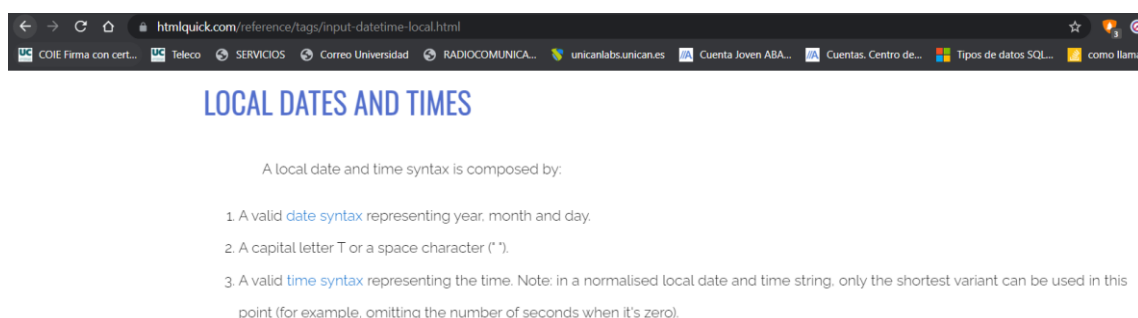 htmlquick.com/reference/tags/input-datetime-local.html
3
UC COIE Firma con cert... UC Teleco SERVICIOS Correo Universidad RADIOCOMUNICA... unicanlabs.unican.es Cuenta Joven ABA... Cuentas. Centro de... Tipos de datos SQL... como llam
LOCAL DATES AND TIMES
A local date and time syntax is composed by:
1. A valid date syntax representing year, month and day.
2. A capital letter T or a space character (" ").
3. A valid time syntax representing the time. Note: in a normalised local date and time string, only the shortest variant can be used in this
point (for example, omitting the number of seconds when it's zero).